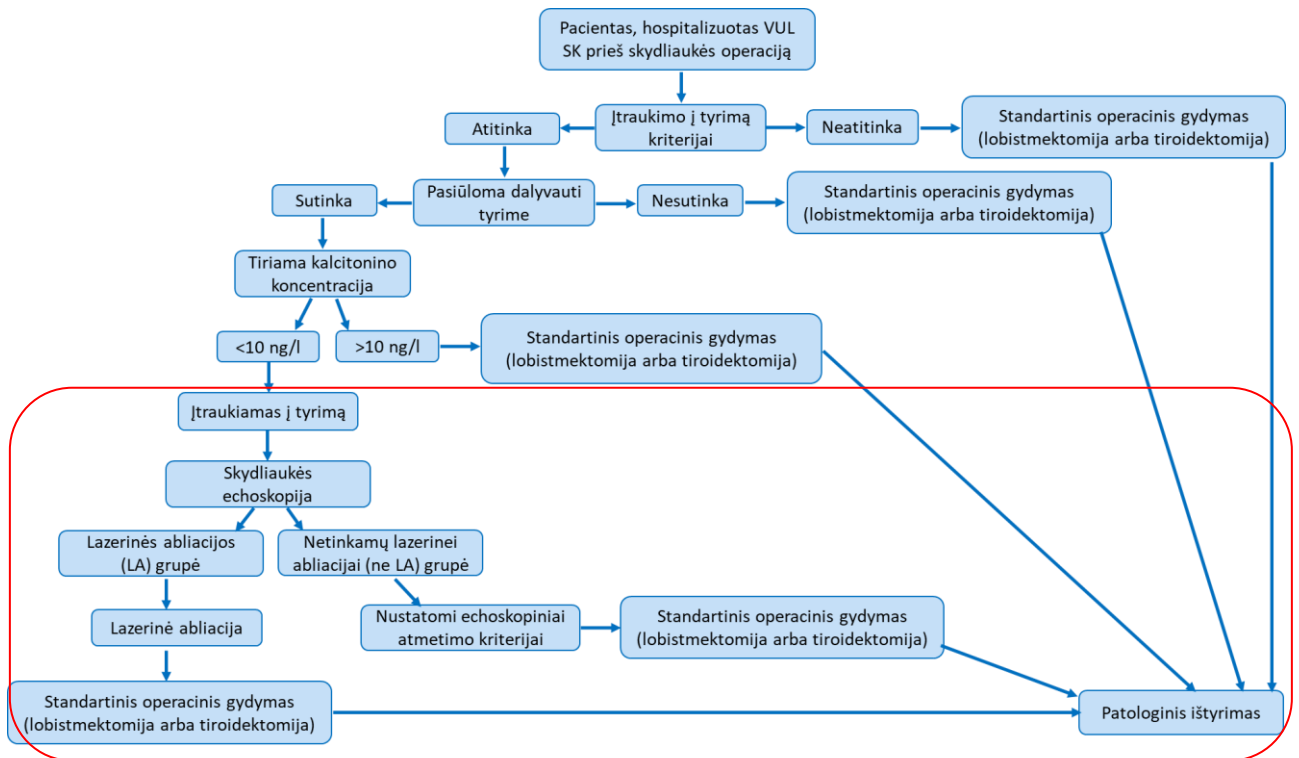 Pacientas, hospitalizuotas VUL
SK prieš skydliaukės operaciją
Atitinka
Įtraukimo į tyrimą
kriterijai
Neatitinka
Standartinis operacinis gydymas
(lobistmektomija arba tiroidektomija)
Sutinka
Pasiūloma dalyvauti
tyrime
Nesutinka
Standartinis operacinis gydymas
(lobistmektomija arba tiroidektomija)
Tiriama kalcitonino
koncentracija
<10 ng/l
>10 ng/l
Standartinis operacinis gydymas
(lobistmektomija arba tiroidektomija)
Įtraukiamas į tyrimą
Skydliaukės
echoskopija
Lazerinės abliacijos
(LA) grupė
Netinkamų lazerinei
abliacijai (ne LA) grupė
Lazerinė abliacija
Nustatomi echoskopiniai
atmetimo kriterijai
Standartinis operacinis gydymas
(lobistmektomija arba tiroidektomija)
Standartinis operacinis gydymas
(lobistmektomija arba tiroidektomija)
Patologinis ištyrimas